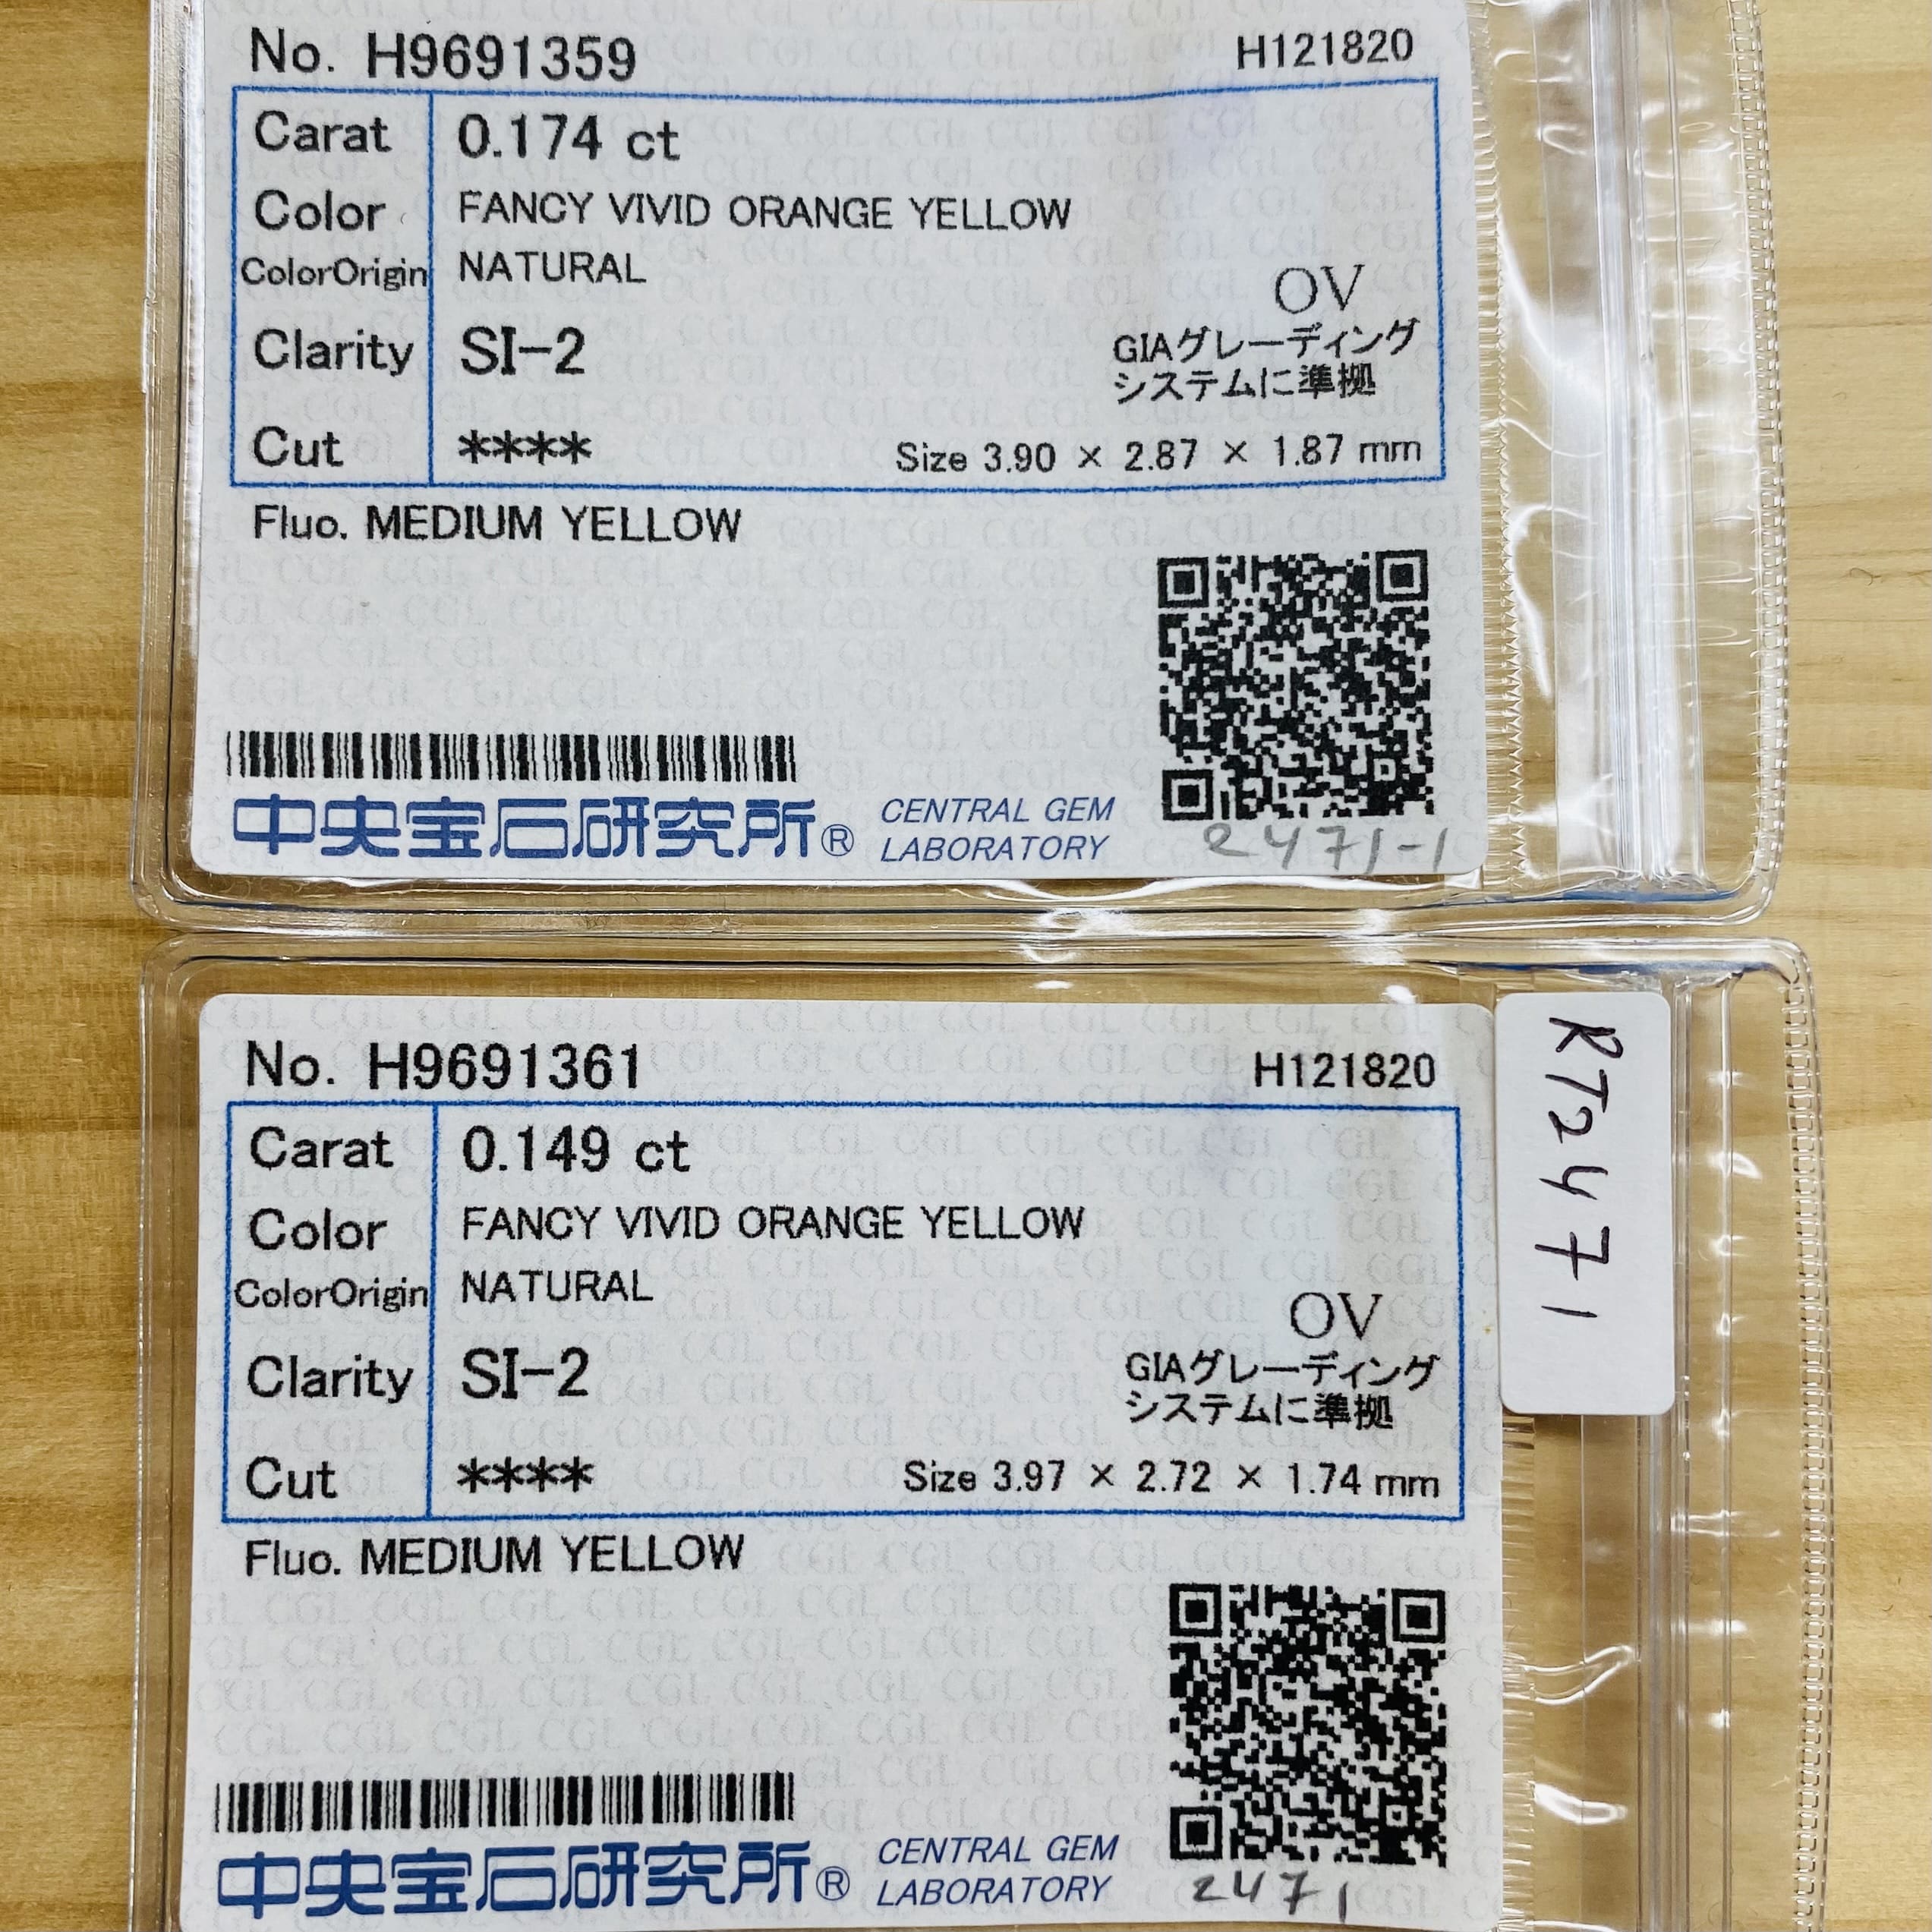 No. H9691359 H121820
Carat 0.174 ct
Color FANCY VIVID ORANGE YELLOW
ColorOrigin NATURAL
OV
Clarity SI-2
GIAグレーディング
システムに準拠
Cut **** Size 3.90 × 2.87 × 1.87 mm
Fluo. MEDIUM YELLOW
中央宝石研究所® CENTRAL GEM
LABORATORY
2471-1
No. H9691361 H121820
RT2471
Carat 0.149 ct
Color FANCY VIVID ORANGE YELLOW
ColorOrigin NATURAL
OV
Clarity SI-2
GIAグレーディング
システムに準拠
Cut **** Size 3.97 × 2.72 × 1.74 mm
Fluo. MEDIUM YELLOW
中央宝石研究所® CENTRAL GEM
LABORATORY
2471